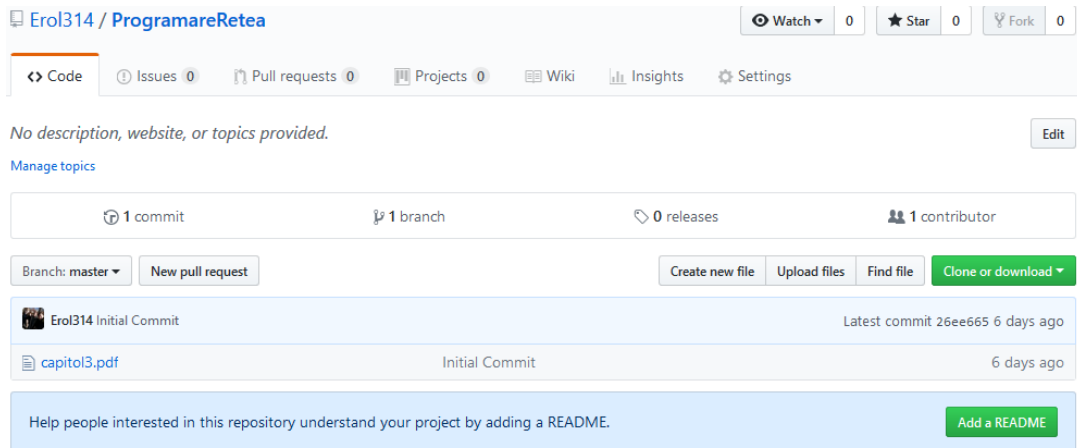 Erol314 / ProgramareRetea Watch 0 Star 0 Fork 0
Code Issues 0 Pull requests 0 Projects 0 Wiki Insights Settings
No description, website, or topics provided. Edit
Manage topics
1 commit 1 branch 0 releases 1 contributor
Branch: master New pull request Create new file Upload files Find file Clone or download
Erol314 Initial Commit Latest commit 26ee665 6 days ago
capitol3.pdf Initial Commit 6 days ago
Help people interested in this repository understand your project by adding a README. Add a README